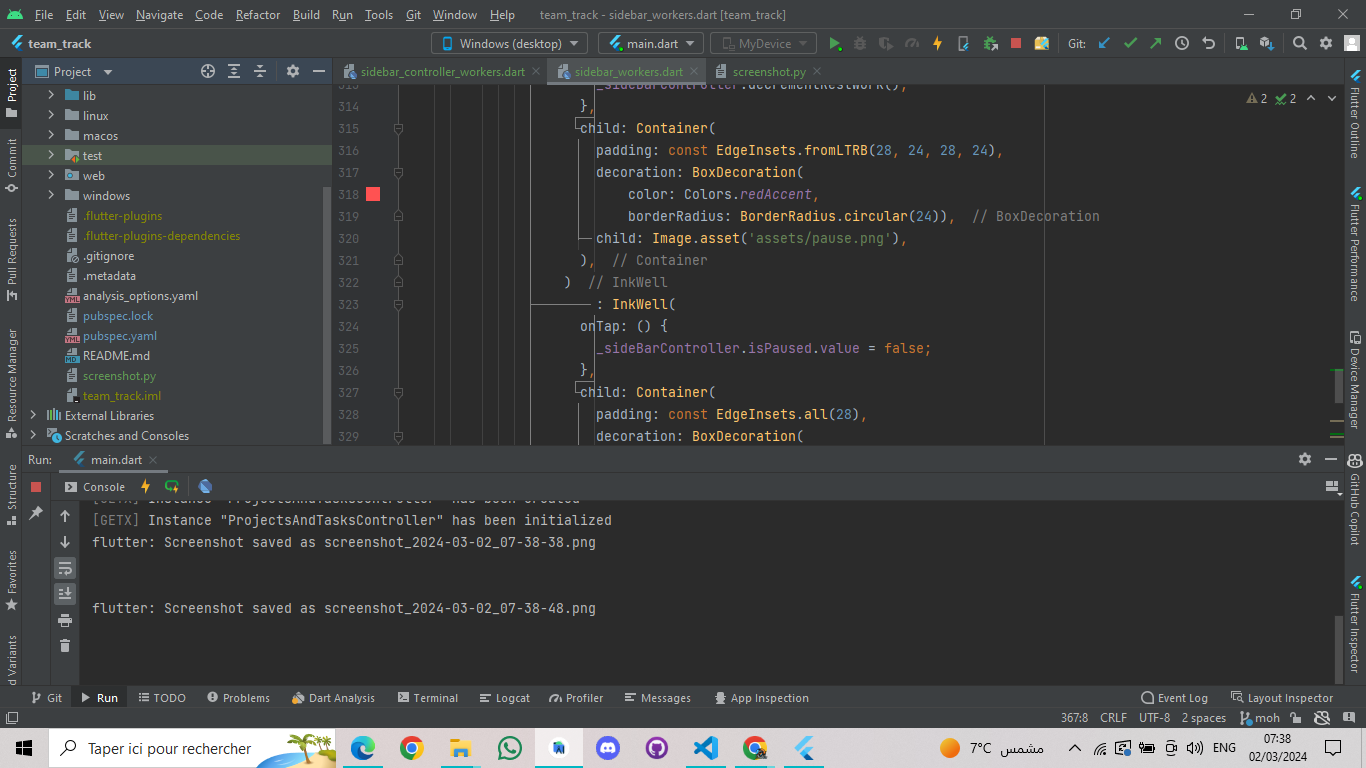 File Edit View Navigate Code Refactor Build Run Tools Git Window Help team_track - sidebar_workers.dart [team_track]
team_track Windows (desktop) main.dart MyDevice Git:
Project sidebar_controller_workers.dart sidebar_workers.dart screenshot.py
lib
linux
macos
test
web
windows
.flutter-plugins
.flutter-plugins-dependencies
.gitignore
.metadata
analysis_options.yaml
pubspec.lock
pubspec.yaml
README.md
screenshot.py
team_track.iml
External Libraries
Scratches and Consoles
2 2
313 _sideBarController.decrementRestWork();
314 },
315 child: Container(
316 padding: const EdgeInsets.fromLTRB(28, 24, 28, 24),
317 decoration: BoxDecoration(
318 color: Colors.redAccent,
319 borderRadius: BorderRadius.circular(24)), // BoxDecoration
320 child: Image.asset('assets/pause.png'),
321 ), // Container
322 ) // InkWell
323 : InkWell(
324 onTap: () {
325 _sideBarController.isPaused.value = false;
326 },
327 child: Container(
328 padding: const EdgeInsets.all(28),
329 decoration: BoxDecoration(
Project
Commit
Pull Requests
Resource Manager
Structure
Favorites
d Variants
Flutter Outline
Flutter Performance
Device Manager
GitHub Copilot
Flutter Inspector
Run: main.dart
Console
[GETX] Instance "ProjectsAndTasksController" has been created
[GETX] Instance "ProjectsAndTasksController" has been initialized
flutter: Screenshot saved as screenshot_2024-03-02_07-38-38.png
flutter: Screenshot saved as screenshot_2024-03-02_07-38-48.png
Git Run TODO Problems Dart Analysis Terminal Logcat Profiler Messages App Inspection Event Log Layout Inspector
367:8 CRLF UTF-8 2 spaces moh
Taper ici pour rechercher 7°C مشمس ENG 07:38
02/03/2024